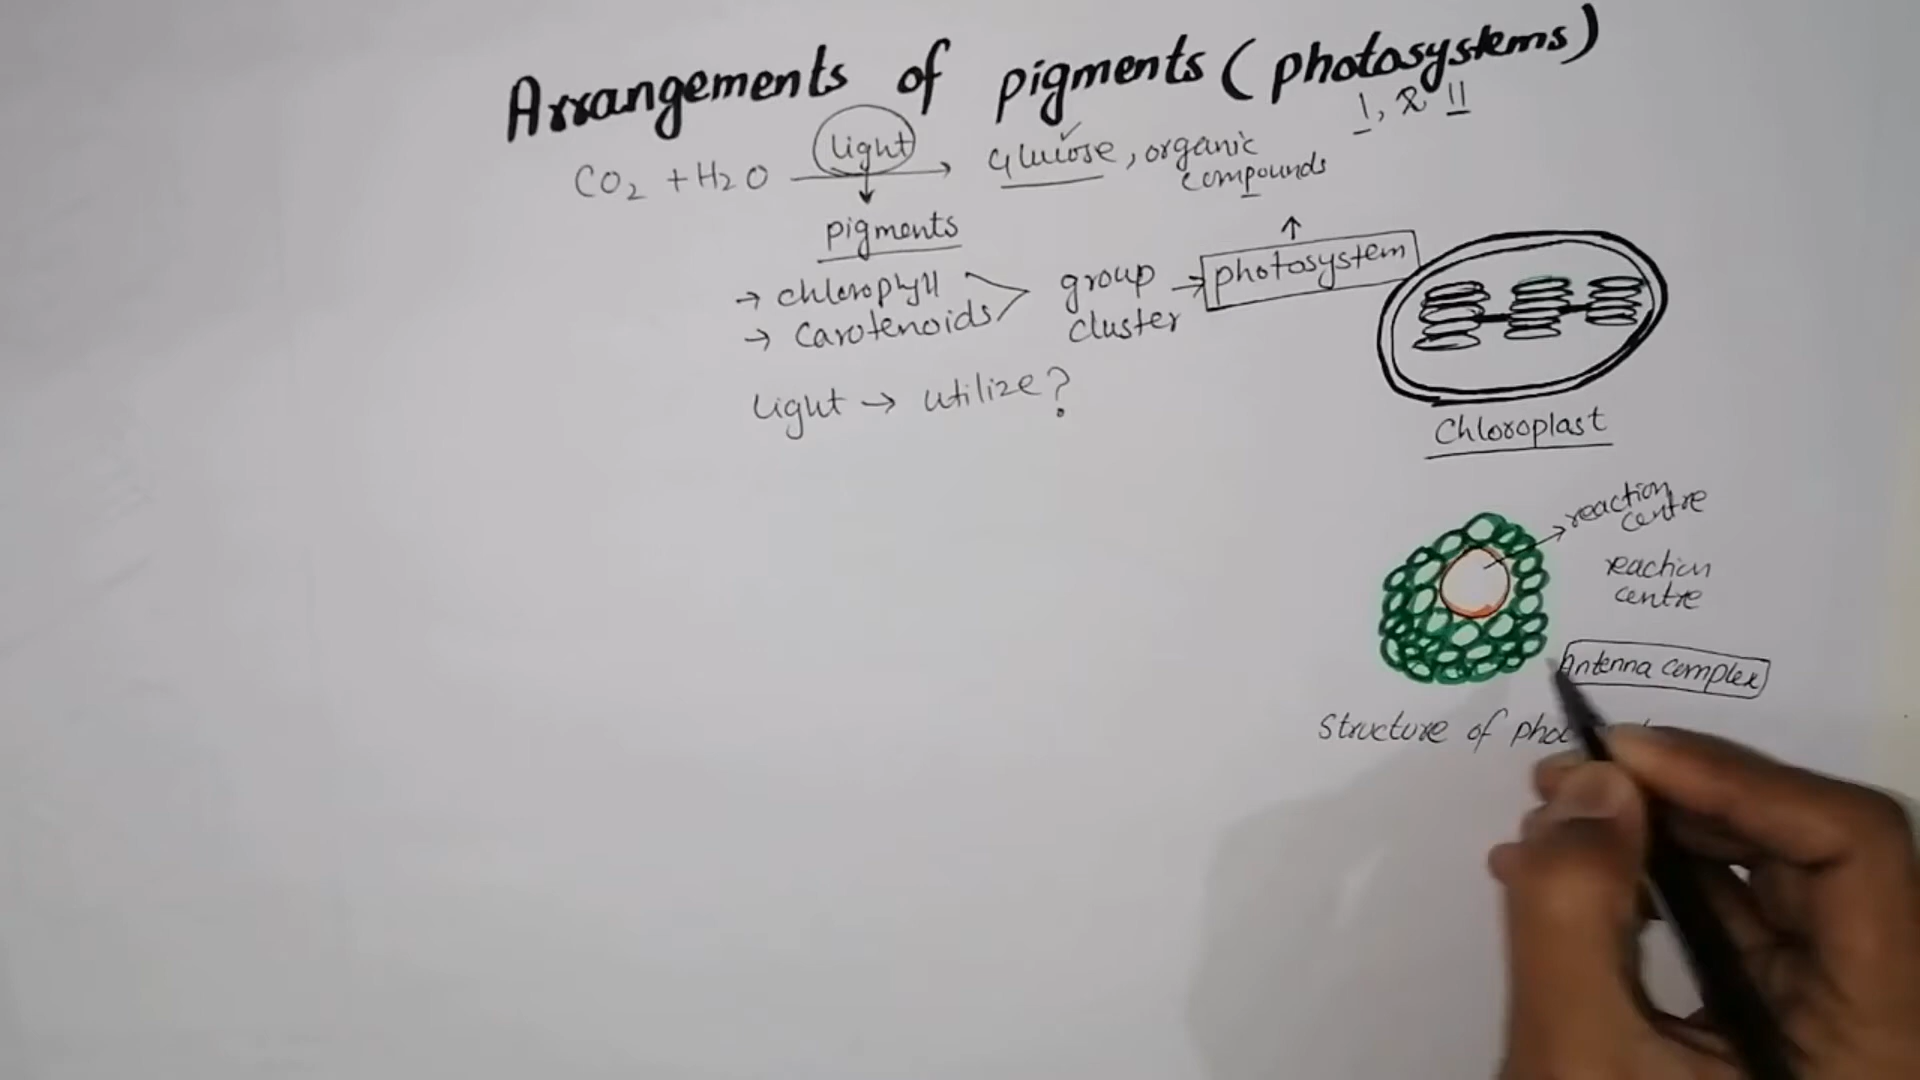 Arrangements of pigments (photosystems)
I, & II
CO2 + H2O light Glucose, organic
compounds
pigments
→ chlorophyll
→ carotenoids
group
cluster
→ photosystem
light → utilize?
Chloroplast
reaction
centre
reaction
centre
Antenna complex
Structure of